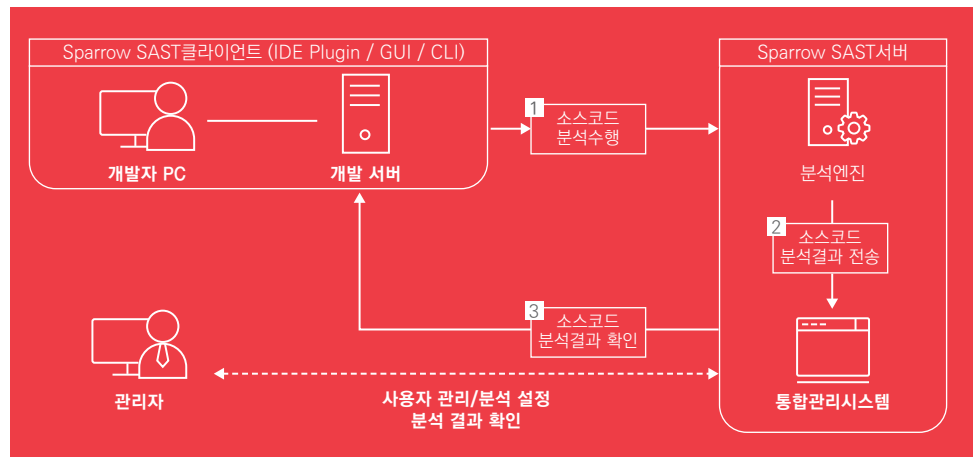 Sparrow SAST클라이언트 (IDE Plugin / GUI / CLI)
Sparrow SAST서버
개발자 PC
개발 서버
1
소스코드
분석수행
분석엔진
2
소스코드
분석결과 전송
3
소스코드
분석결과 확인
관리자
사용자 관리/분석 설정
분석 결과 확인
통합관리시스템